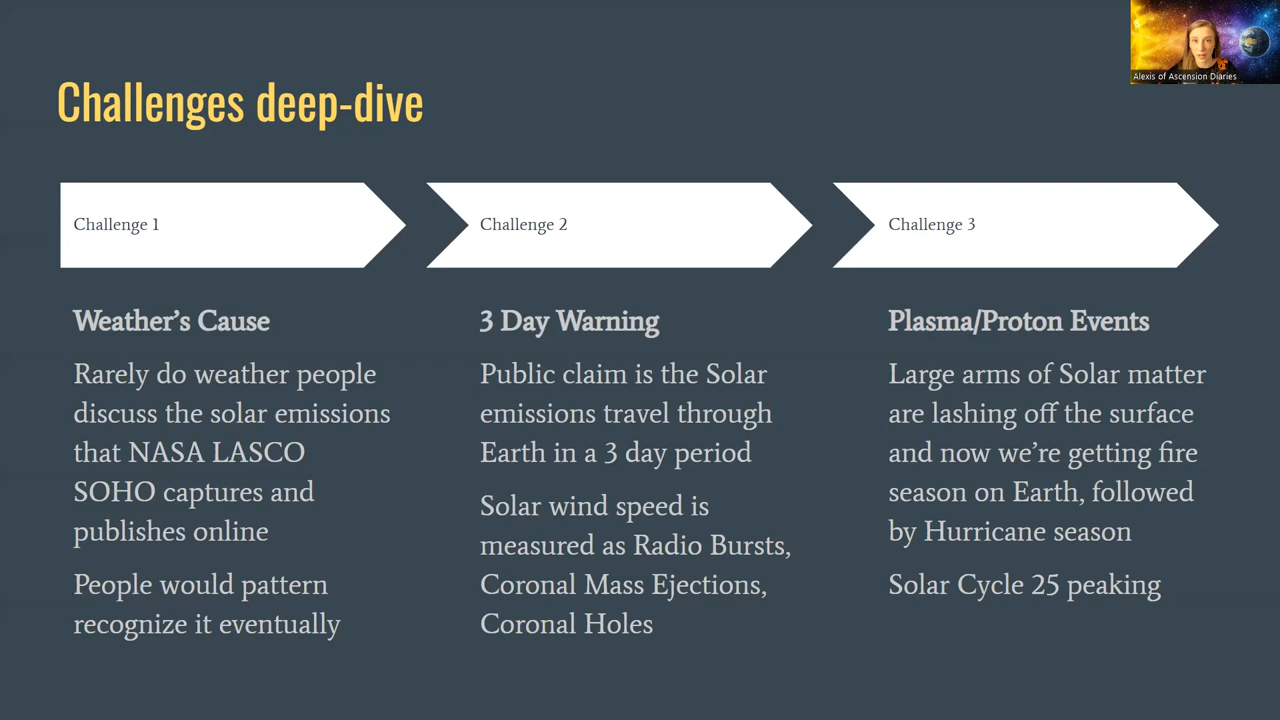 Alexis of Ascension Diaries
Challenges deep-dive
Challenge 1
Weather’s Cause
Rarely do weather people
discuss the solar emissions
that NASA LASCO
SOHO captures and
publishes online
People would pattern
recognize it eventually
Challenge 2
3 Day Warning
Public claim is the Solar
emissions travel through
Earth in a 3 day period
Solar wind speed is
measured as Radio Bursts,
Coronal Mass Ejections,
Coronal Holes
Challenge 3
Plasma/Proton Events
Large arms of Solar matter
are lashing off the surface
and now we’re getting fire
season on Earth, followed
by Hurricane season
Solar Cycle 25 peaking